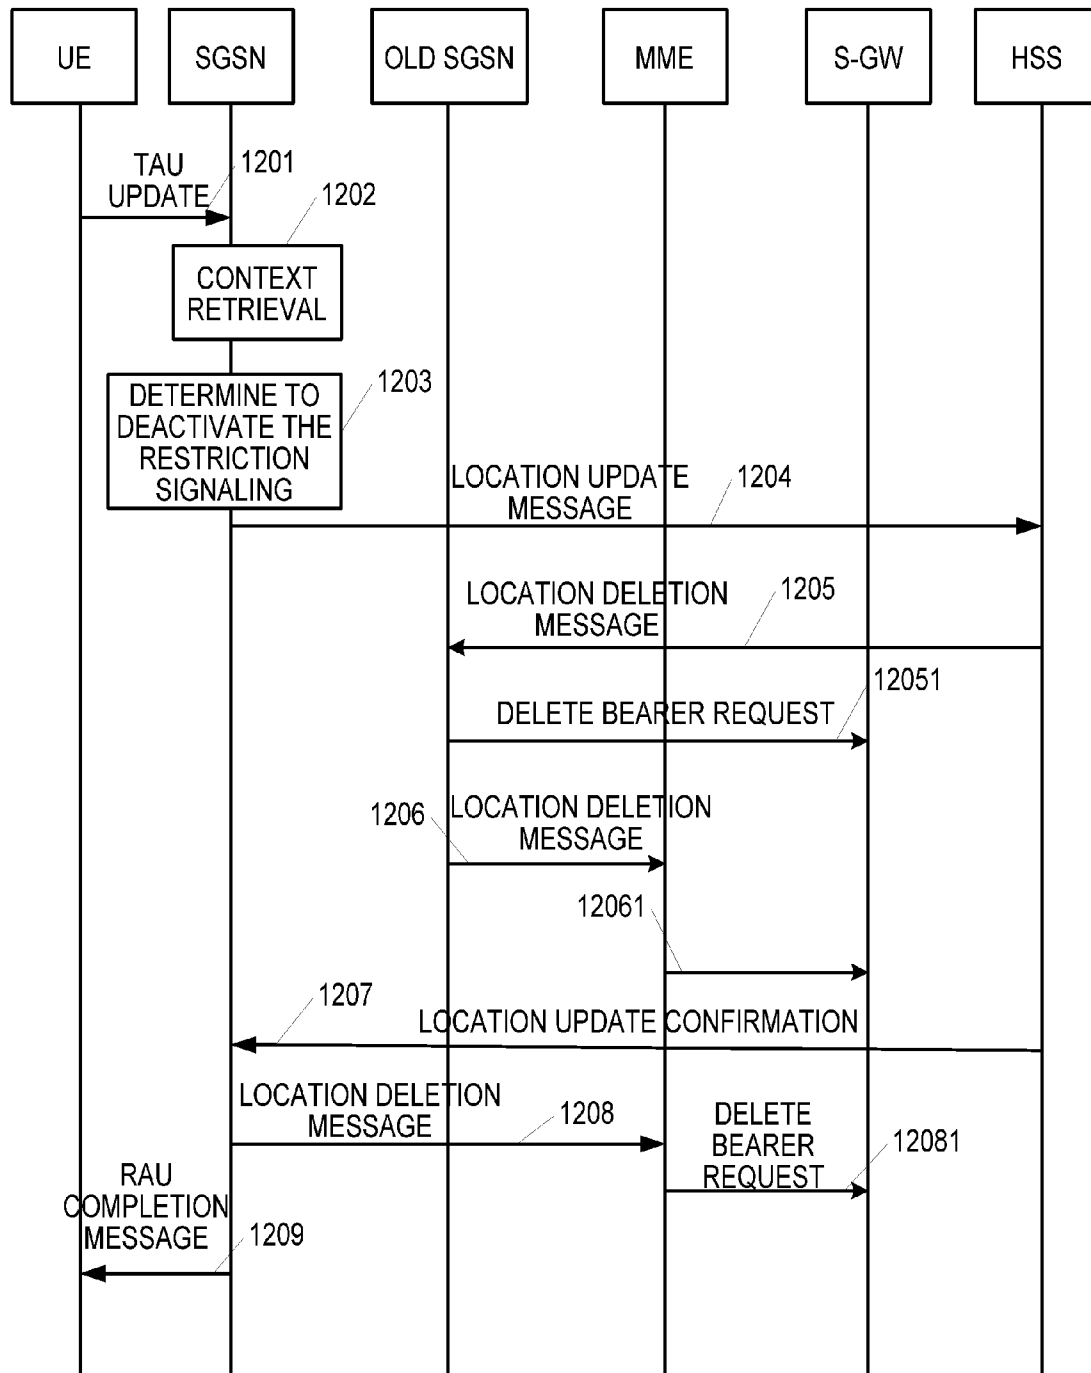 UE
SGSN
OLD SGSN
MME
S-GW
HSS
TAU
UPDATE
1201
1202
CONTEXT
RETRIEVAL
1203
DETERMINE TO
DEACTIVATE THE
RESTRICTION
SIGNALING
LOCATION UPDATE
MESSAGE
1204
LOCATION DELETION
MESSAGE
1205
12051
DELETE BEARER REQUEST
1206
LOCATION DELETION
MESSAGE
12061
1207
LOCATION UPDATE CONFIRMATION
LOCATION DELETION
MESSAGE
1208
DELETE
BEARER
REQUEST
12081
RAU
COMPLETION
MESSAGE
1209